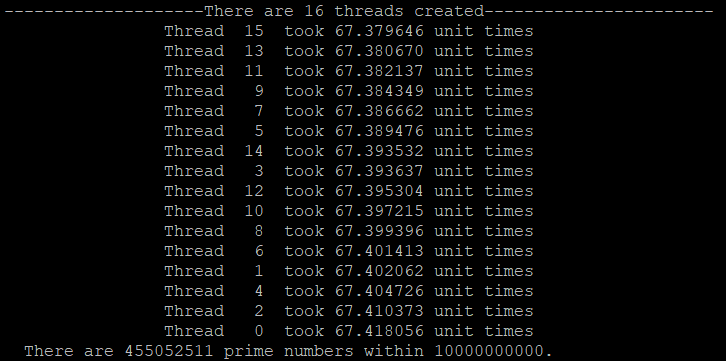 --------------------There are 16 threads created-----------------------
Thread  15  took 67.379646 unit times
Thread  13  took 67.380670 unit times
Thread  11  took 67.382137 unit times
Thread   9  took 67.384349 unit times
Thread   7  took 67.386662 unit times
Thread   5  took 67.389476 unit times
Thread  14  took 67.393532 unit times
Thread   3  took 67.393637 unit times
Thread  12  took 67.395304 unit times
Thread  10  took 67.397215 unit times
Thread   8  took 67.399396 unit times
Thread   6  took 67.401413 unit times
Thread   1  took 67.402062 unit times
Thread   4  took 67.404726 unit times
Thread   2  took 67.410373 unit times
Thread   0  took 67.418056 unit times
There are 455052511 prime numbers within 10000000000.